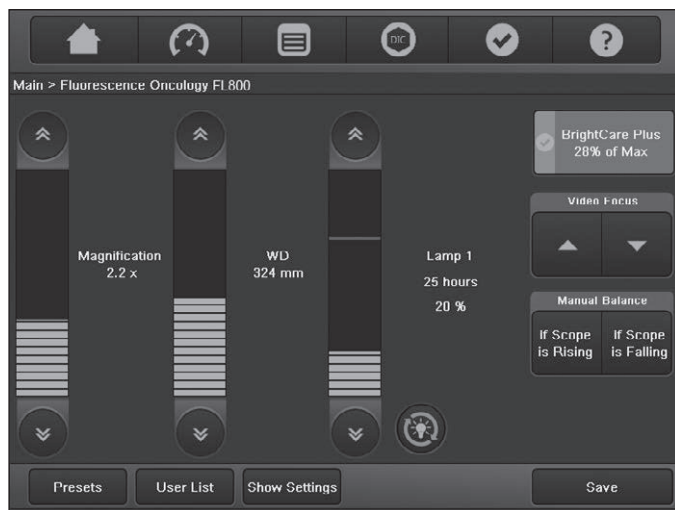 DIC
?
Main > Fluorescence Oncology FL800
BrightCare Plus
28% of Max
Video Focus
Magnification
2.2 x
WD
324 mm
Lamp 1
25 hours
20 %
Manual Balance
If Scope
is Rising
If Scope
is Falling
Presets
User List
Show Settings
Save